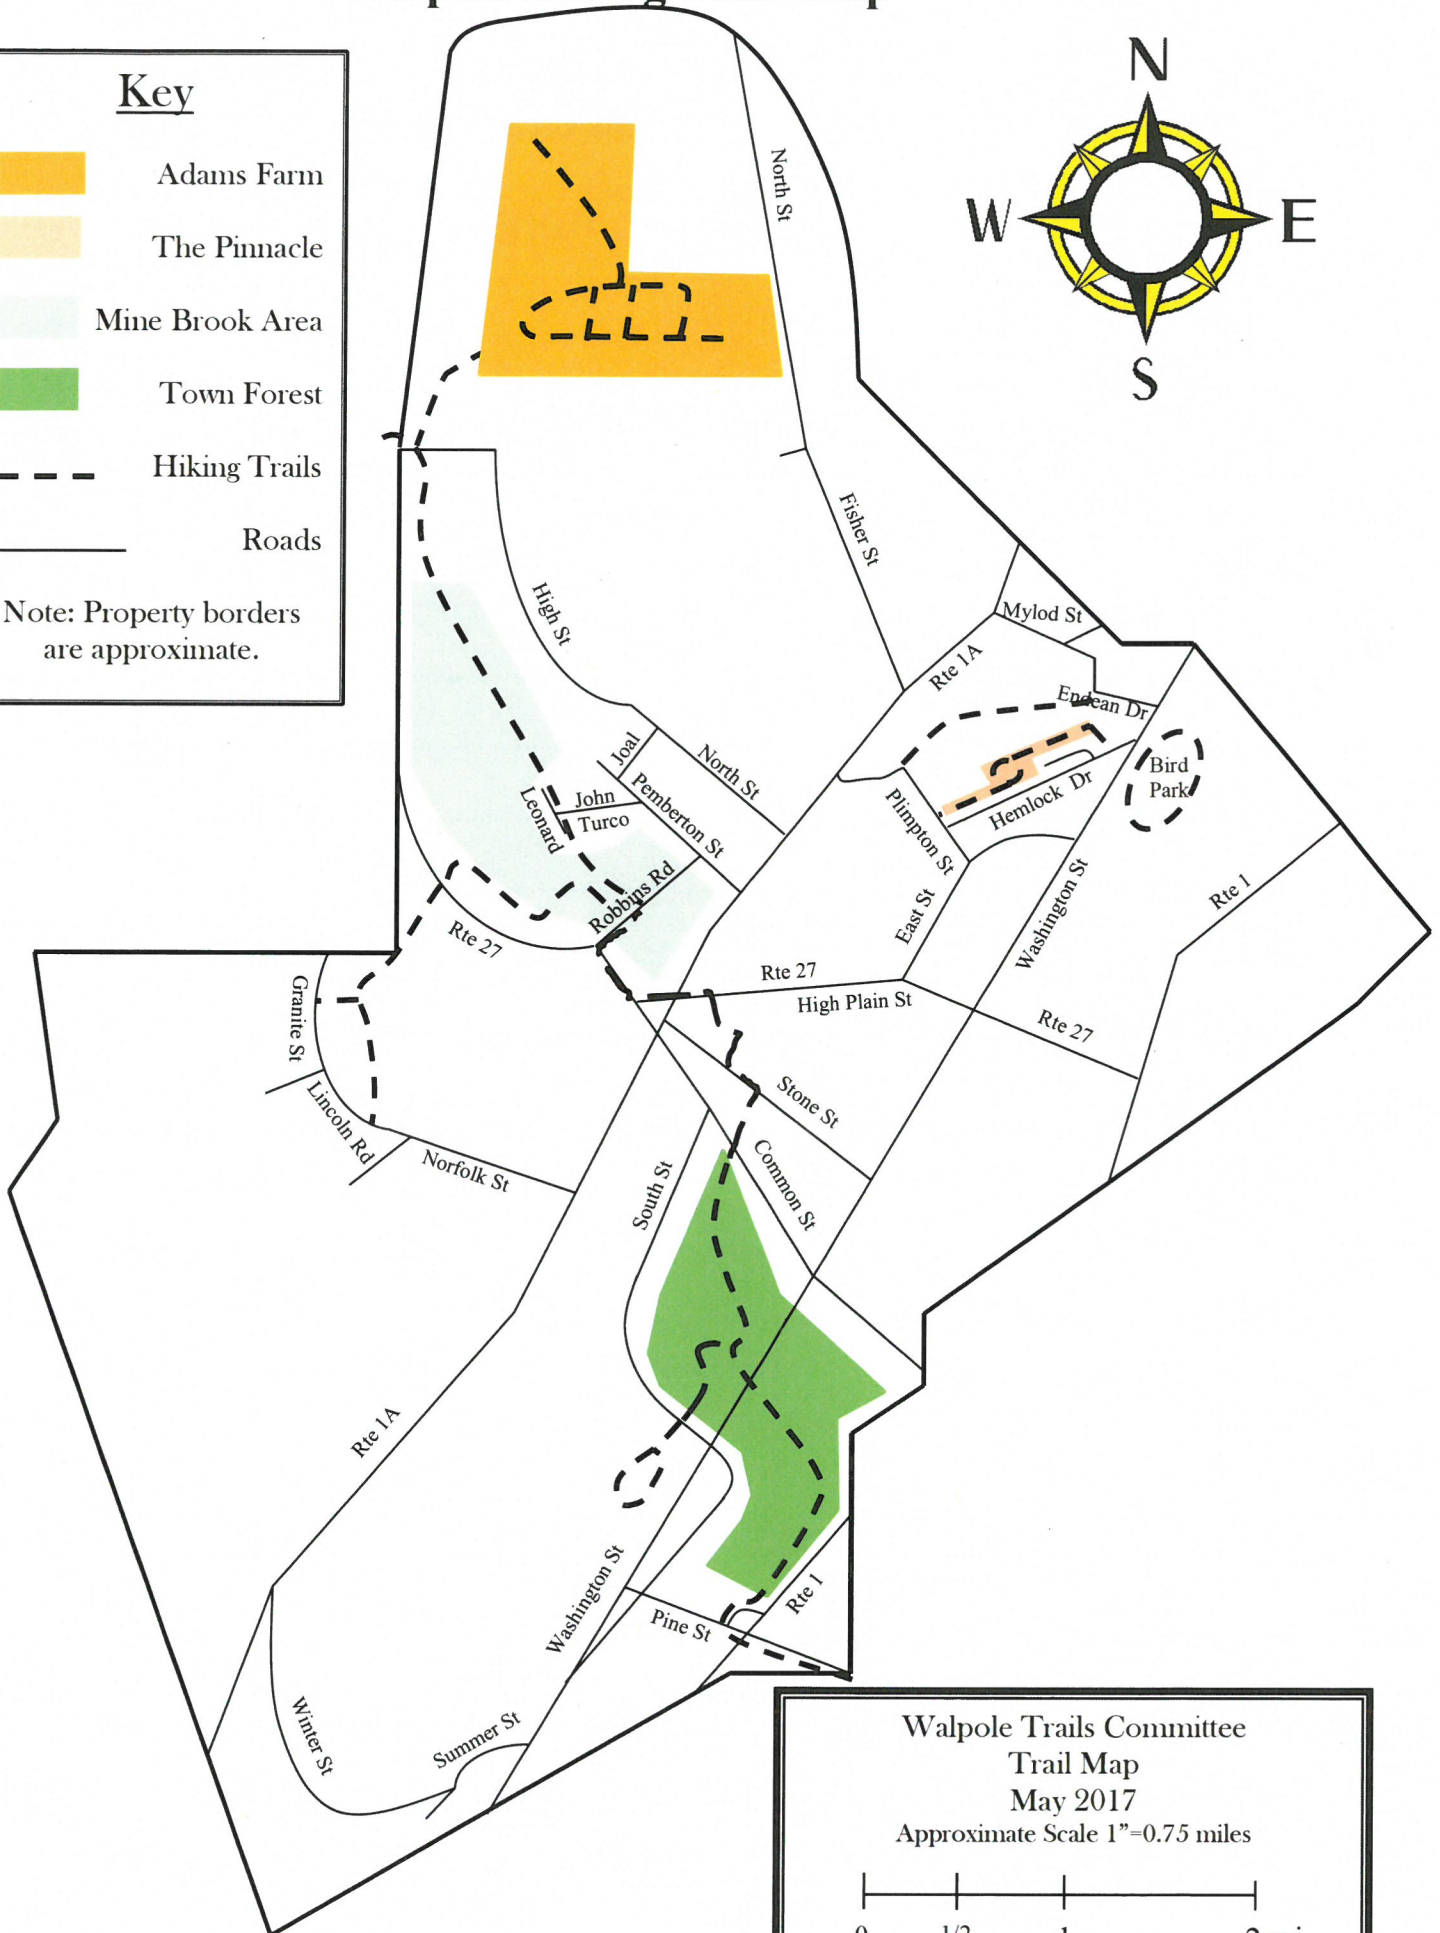 Key
Adams Farm
The Pinnacle
Mine Brook Area
Town Forest
Hiking Trails
Roads
Note: Property borders
are approximate.
N
W
E
S
North St
Fisher St
High St
Mylod St
Rte 1A
Endean Dr
Bird
Park
Hemlock Dr
Plimpton St
North St
Joal
Pemberton St
John
Turco
Leonard
Robbins Rd
Rte 27
East St
Washington St
Rte 1
Rte 27
High Plain St
Rte 27
Granite St
Lincoln Rd
Norfolk St
Stone St
Common St
South St
Rte 1A
Washington St
Pine St
Rte 1
Winter St
Summer St
Walpole Trails Committee
Trail Map
May 2017
Approximate Scale 1”=0.75 miles